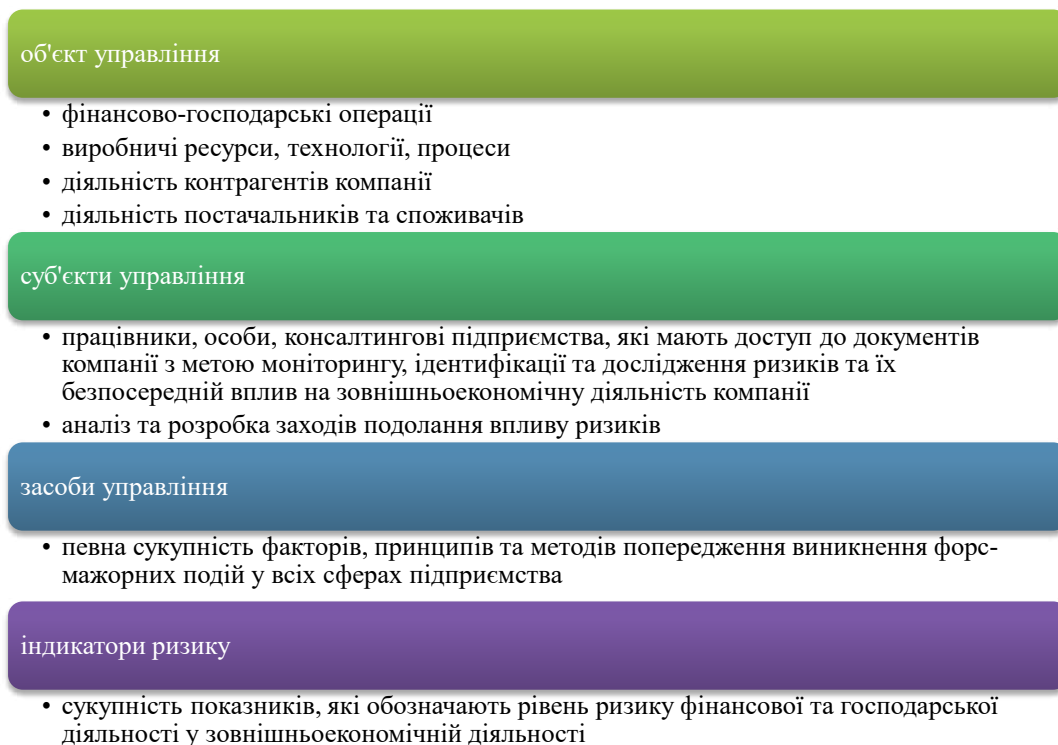 об'єкт управління
• фінансово-господарські операції
• виробничі ресурси, технології, процеси
• діяльність контрагентів компанії
• діяльність постачальників та споживачів
суб'єкти управління
• працівники, особи, консалтингові підприємства, які мають доступ до документів
компанії з метою моніторингу, ідентифікації та дослідження ризиків та їх
безпосередній вплив на зовнішньоекономічну діяльність компанії
• аналіз та розробка заходів подолання впливу ризиків
засоби управління
• певна сукупність факторів, принципів та методів попередження виникнення форс-
мажорних подій у всіх сферах підприємства
індикатори ризику
• сукупність показників, які обозначають рівень ризику фінансової та господарської
діяльності у зовнішньоекономічній діяльності